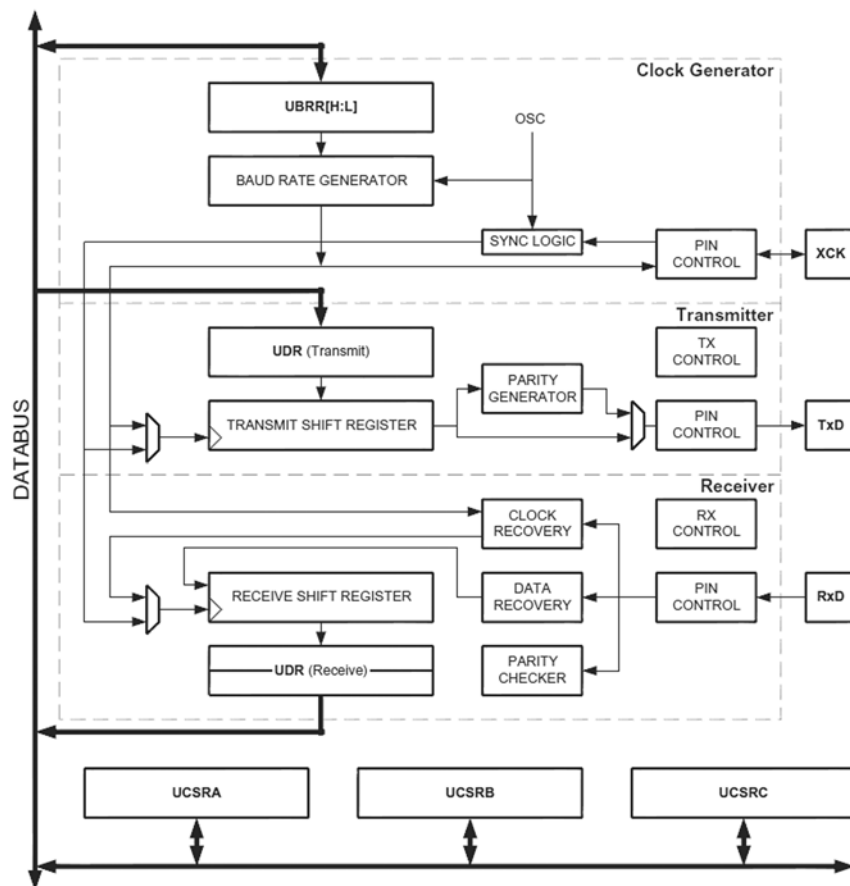 Clock Generator
UBRR[H:L]
OSC
BAUD RATE GENERATOR
SYNC LOGIC
PIN
CONTROL
XCK
Transmitter
UDR (Transmit)
TX
CONTROL
PARITY
GENERATOR
TRANSMIT SHIFT REGISTER
PIN
CONTROL
TxD
DATABUS
Receiver
CLOCK
RECOVERY
RX
CONTROL
RECEIVE SHIFT REGISTER
DATA
RECOVERY
PIN
CONTROL
RxD
UDR (Receive)
PARITY
CHECKER
UCSRA
UCSRB
UCSRC